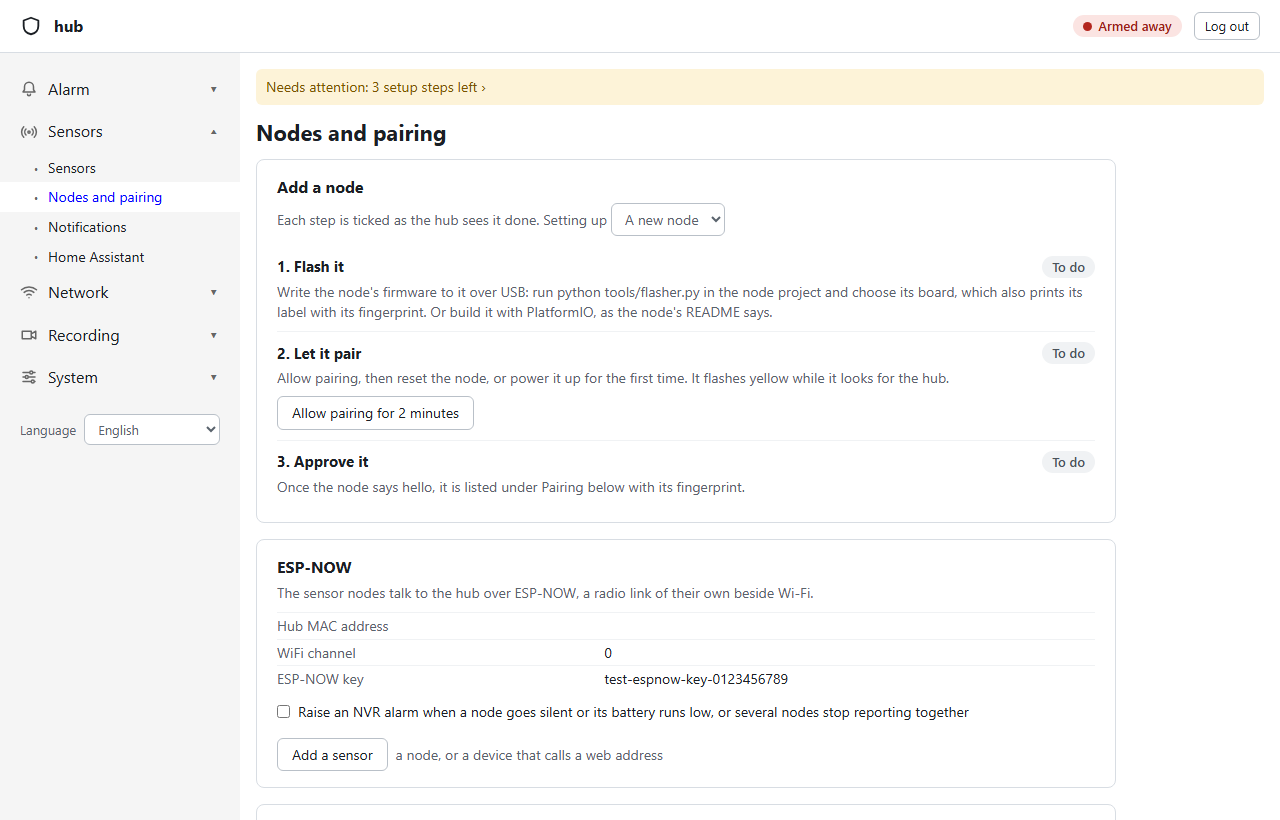 hub
Armed away
Log out
Alarm
Sensors
Sensors
Nodes and pairing
Notifications
Home Assistant
Network
Recording
System
Language
English
Needs attention: 3 setup steps left ›
Nodes and pairing
Add a node
Each step is ticked as the hub sees it done. Setting up A new node
1. Flash it
To do
Write the node's firmware to it over USB: run python tools/flasher.py in the node project and choose its board, which also prints its
label with its fingerprint. Or build it with PlatformIO, as the node's README says.
2. Let it pair
To do
Allow pairing, then reset the node, or power it up for the first time. It flashes yellow while it looks for the hub.
Allow pairing for 2 minutes
3. Approve it
To do
Once the node says hello, it is listed under Pairing below with its fingerprint.
ESP-NOW
The sensor nodes talk to the hub over ESP-NOW, a radio link of their own beside Wi-Fi.
Hub MAC address
WiFi channel 0
ESP-NOW key test-espnow-key-0123456789
Raise an NVR alarm when a node goes silent or its battery runs low, or several nodes stop reporting together
Add a sensor a node, or a device that calls a web address